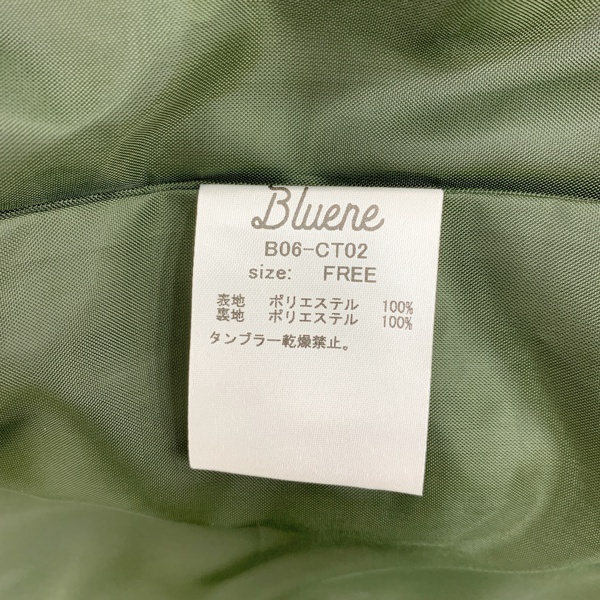 Bluene
B06-CT02
size: FREE
表地 ポリエステル 100%
裏地 ポリエステル 100%
タンブラー乾燥禁止。